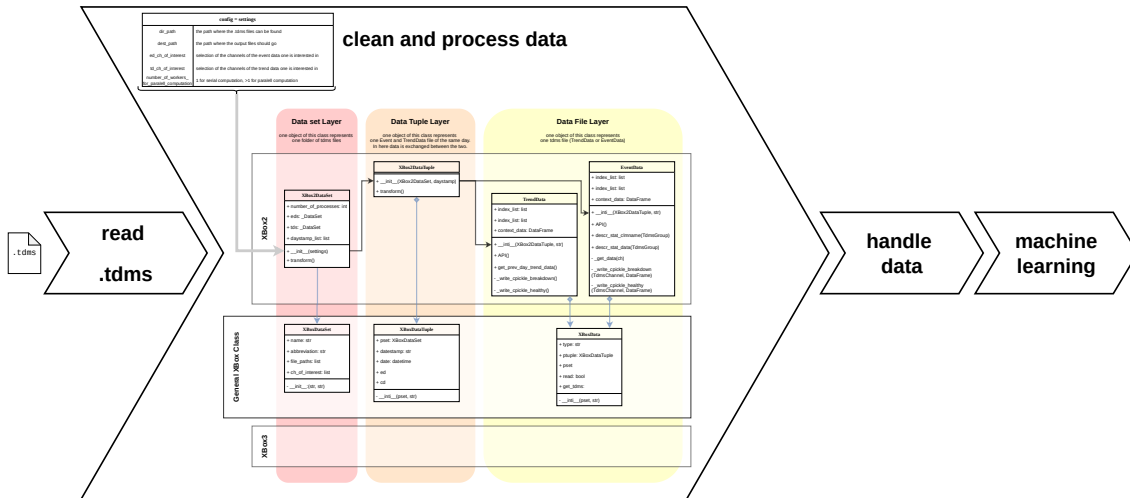 config = settings
dir_path
the path where the .tdms files can be found
dest_path
the path where the output files should go
ed_ch_of_interest
selection of the channels of the event data one is interested in
td_ch_of_interest
selection of the channels of the trend data one is interested in
number_of_workers_
for_parallel_computation
1 for serial computation, >1 for parallel computation
clean and process data
Data set Layer
one object of this class represents
one folder of tdms files
Data Tuple Layer
one object of this class represents
one Event and TrendData file of the same day.
In here data is exchanged between the two.
Data File Layer
one object of this class represents
one tdms file (TrendData or EventData)
XBox2
XBox2DataSet
+ number_of_processes: int
+ eds: _DataSet
+ tds: _DataSet
+ daystamp_list: list
+ __init__(settings)
+ transform()
XBox2DataTuple
+ __init__(XBox2DataSet, daystamp)
+ transform()
TrendData
+ index_list: list
+ index_list: list
+ context_data: DataFrame
+ __init__(XBox2DataTuple, str)
+ API()
+ get_prev_day_trend_data()
- _write_cpickle_breakdown()
- _write_cpickle_healthy()
EventData
+ index_list: list
+ index_list: list
+ context_data: DataFrame
+ __init__(XBox2DataTuple, str)
+ API()
+ descr_stat_clmname(TdmsGroup)
+ descr_stat_data(TdmsGroup)
- _get_data(ch)
- _write_cpickle_breakdown
(TdmsChannel, DataFrame)
- _write_cpickle_healthy
(TdmsChannel, DataFrame)
General XBox Class
XBoxDataSet
+ name: str
+ abbreviation: str
+ file_paths: list
+ ch_of_interest: list
- __init__(str, str)
XBoxDataTuple
+ pset: XBoxDataSet
+ datestamp: str
+ date: datetime
+ ed
+ cd
- __init__(pset, str)
XBoxData
+ type: str
+ ptuple: XBoxDataTuple
+ pset
+ read: bool
+ get_tdms
- __init__(pset, str)
XBox3
.tdms
read
.tdms
handle
data
machine
learning